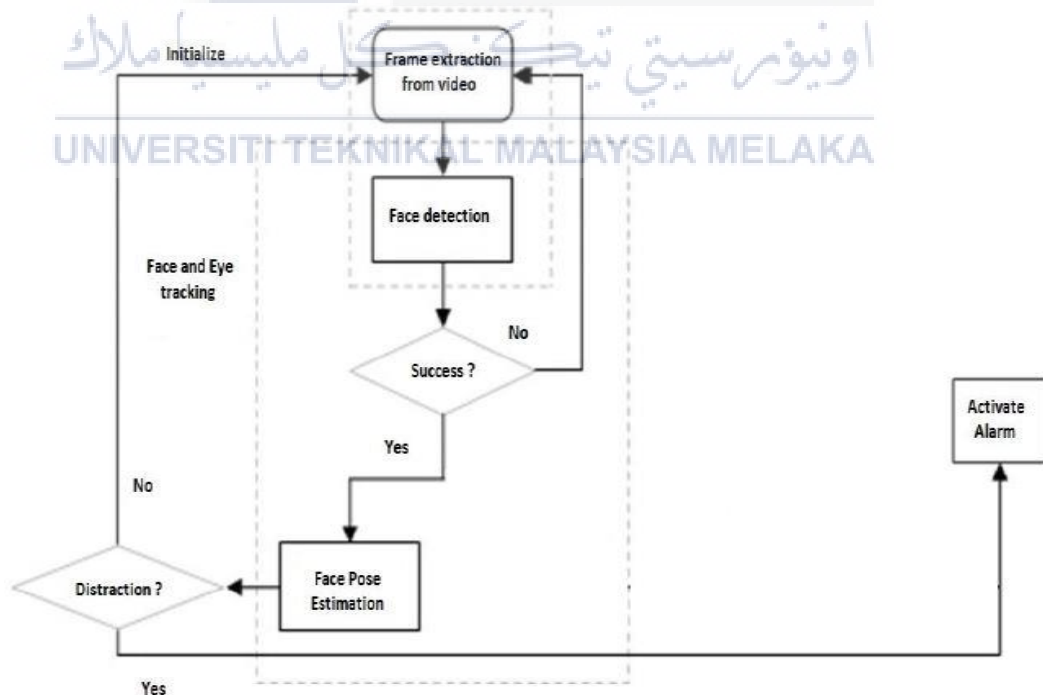 اونيورسيتي تيكنيكل مليسيا ملاك
Initialize
Frame extraction
from video
UNIVERSITI TEKNIKAL MALAYSIA MELAKA
Face detection
Face and Eye
tracking
No
Success ?
Activate
Alarm
Yes
No
Distraction ?
Face Pose
Estimation
Yes